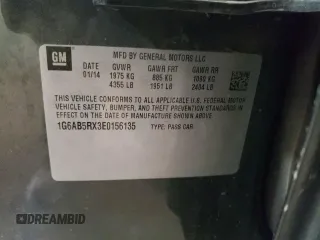 GM
MFD BY GENERAL MOTORS LLC
DATE GVWR GAWR FRT GAWR RR
01/14 1975 KG 885 KG 1090 KG
4355 LB 1951 LB 2404 LB
THIS VEHICLE CONFORMS TO ALL APPLICABLE U.S. FEDERAL MOTOR
VEHICLE SAFETY, BUMPER, AND THEFT PREVENTION STANDARDS IN
EFFECT ON THE DATE OF MANUFACTURE SHOWN ABOVE.
1G6AB5RX3E0156135 TYPE: PASS CAR
DREAMBID